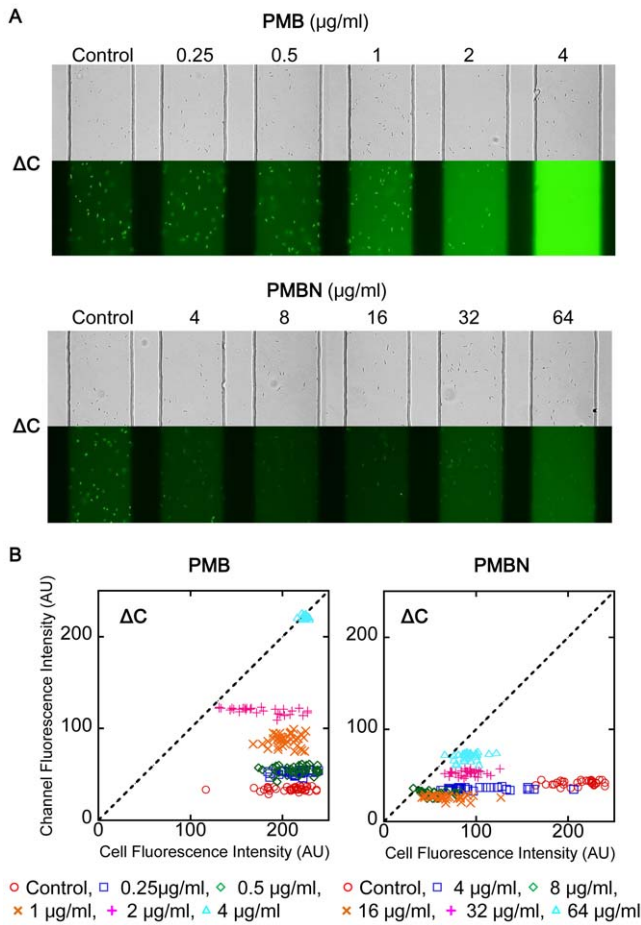 A
PMB (µg/ml)
Control 0.25 0.5 1 2 4
ΔC
PMBN (µg/ml)
Control 4 8 16 32 64
ΔC
B
PMB PMBN
Channel Fluorescence Intensity (AU)
200
100
0
ΔC
0 100 200
Cell Fluorescence Intensity (AU)
200
100
0
ΔC
0 100 200
Cell Fluorescence Intensity (AU)
Control, 0.25µg/ml, 0.5 µg/ml,
1 µg/ml, 2 µg/ml, 4 µg/ml
Control, 4 µg/ml, 8 µg/ml,
16 µg/ml, 32 µg/ml, 64 µg/ml